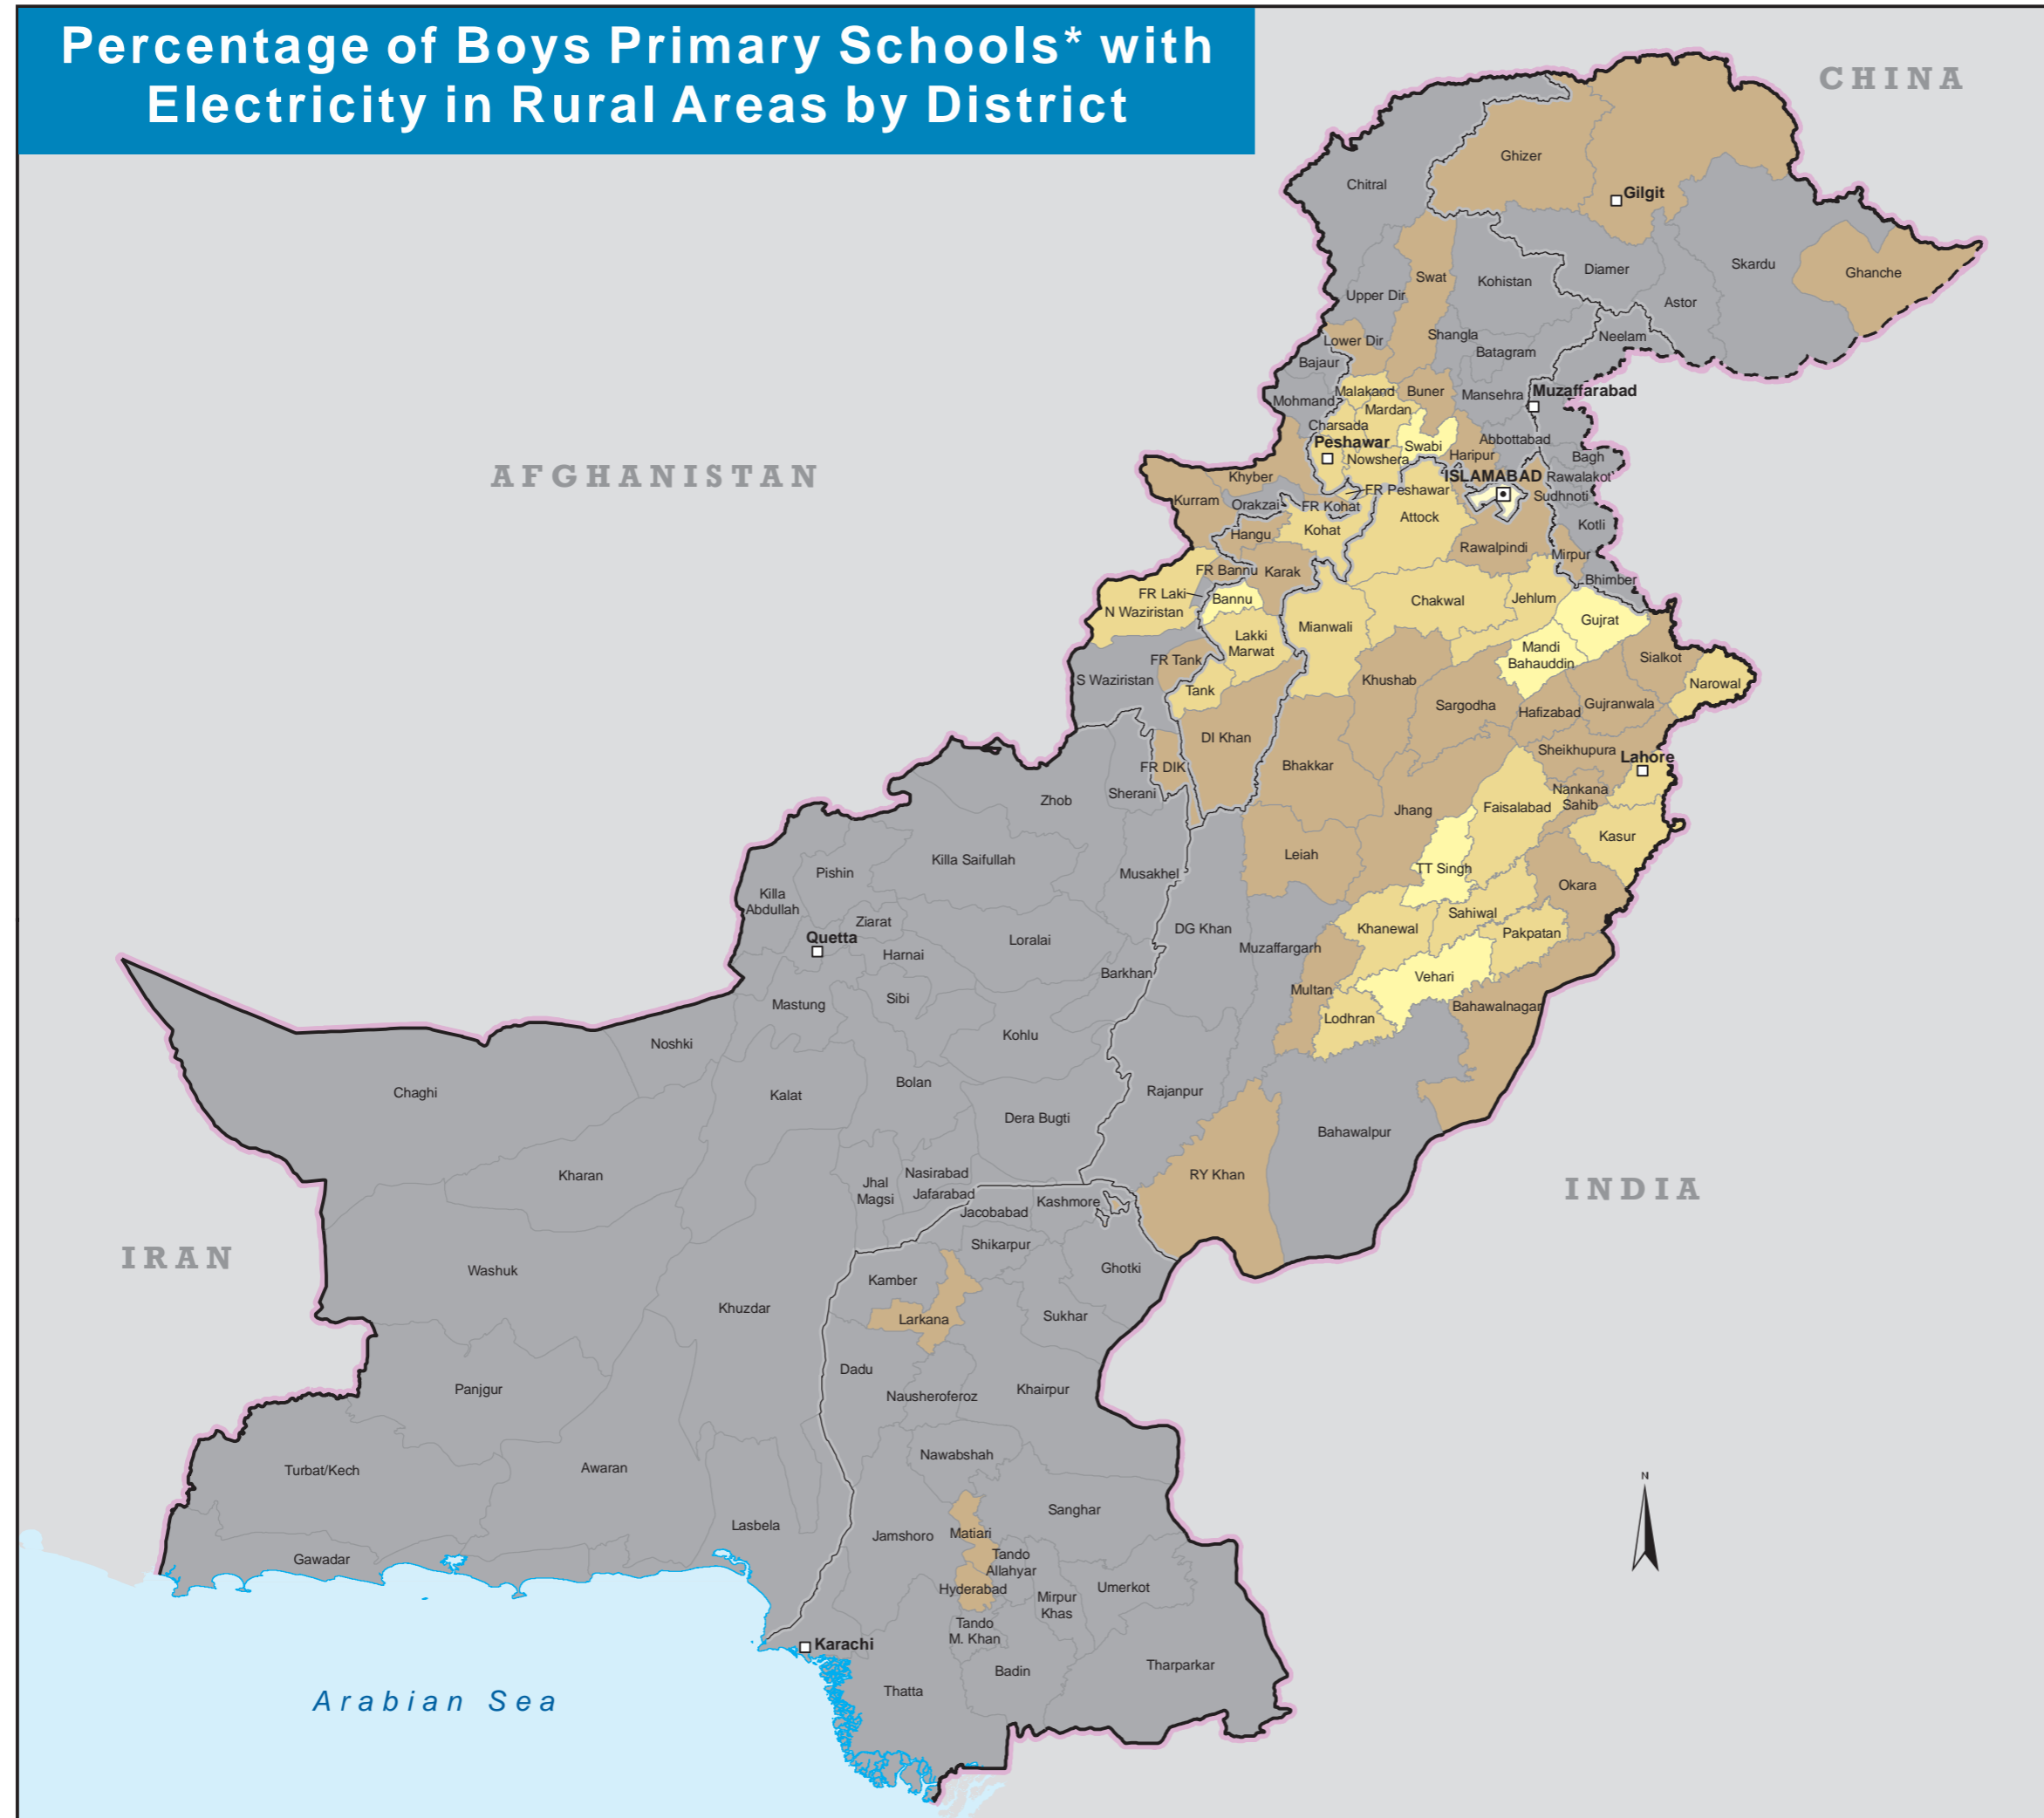 Percentage of Boys Primary Schools* with
Electricity in Rural Areas by District
CHINA
Ghizer
Chitral
Gilgit
Skardu
Diamer
Ghanche
Swat
Kohistan
Upper Dir
Astor
Shangla
Neelam
Lower Dir
Batagram
Bajaur
Malakand
Buner
Mansehra
Muzaffarabad
Mohmand
Mardan
Charsada
Abbottabad
Peshawar
Swabi
Haripur
Bagh
Nowshera
AFGHANISTAN
Khyber
ISLAMABAD
Rawalakot
FR Peshawar
Sudhnoti
Kurram
Orakzai
FR Kohat
Attock
Kotli
Hangu
Kohat
Rawalpindi
Mirpur
FR Bannu
Karak
Bhimber
FR Laki
Bannu
Chakwal
Jehlum
N Waziristan
Gujrat
Mianwali
Lakki
Marwat
Mandi
Bahauddin
FR Tank
Sialkot
S Waziristan
Khushab
Narowal
Tank
Sargodha
Hafizabad
Gujranwala
DI Khan
Sheikhupura
Lahore
FR DIK
Bhakkar
Zhob
Sherani
Nankana
Sahib
Jhang
Faisalabad
Kasur
Killa Saifullah
Leiah
Pishin
Musakhel
TT Singh
Killa
Abdullah
Okara
Ziarat
Sahiwal
Quetta
Loralai
DG Khan
Khanewal
Pakpatan
Harnai
Muzaffargarh
Barkhan
Vehari
Sibi
Multan
Mastung
Bahawalnagar
Lodhran
Kohlu
Noshki
Bolan
Chaghi
Kalat
Rajanpur
Dera Bugti
Bahawalpur
Kharan
Nasirabad
RY Khan
Jhal
Magsi
Jafarabad
INDIA
Kashmore
Jacobabad
Shikarpur
IRAN
Washuk
Kamber
Ghotki
Khuzdar
Larkana
Sukhar
Dadu
Panjgur
Nausheroferoz
Khairpur
Nawabshah
Turbat/Kech
Awaran
N
Sanghar
Lasbela
Jamshoro
Matiari
Gawadar
Tando
Allahyar
Hyderabad
Umerkot
Mirpur
Khas
Tando
M. Khan
Karachi
Badin
Tharparkar
Thatta
Arabian Sea